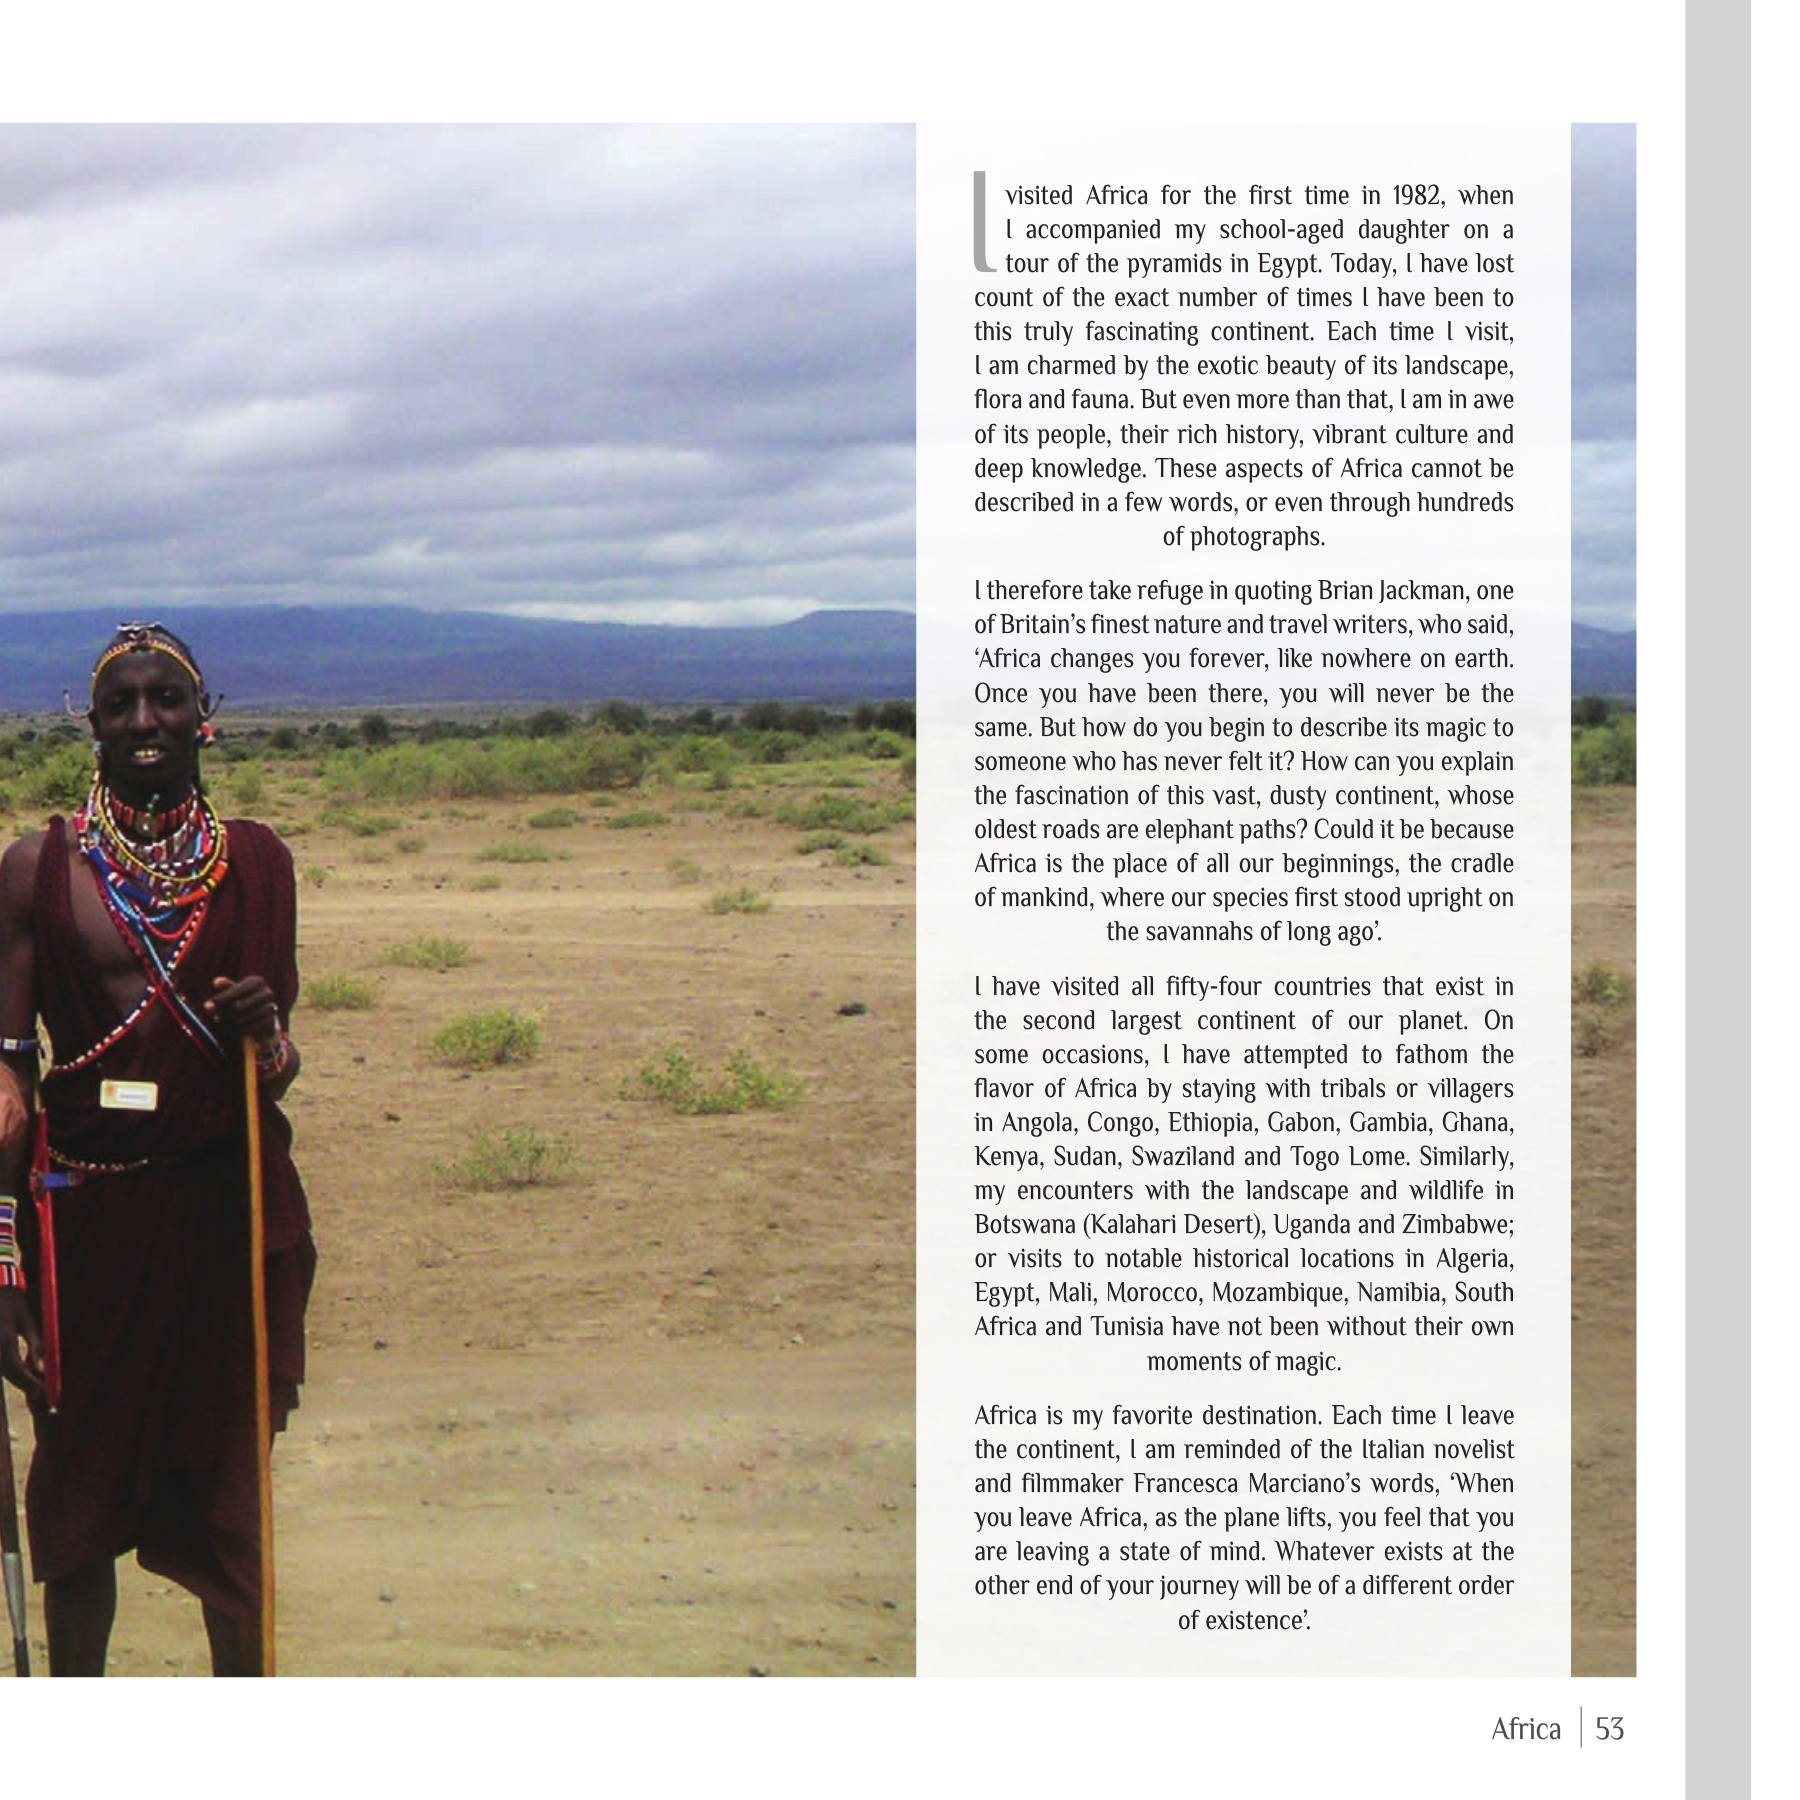 I visited Africa for the first time in 1982, when
I accompanied my school-aged daughter on a
tour of the pyramids in Egypt. Today, I have lost
count of the exact number of times I have been to
this truly fascinating continent. Each time I visit,
I am charmed by the exotic beauty of its landscape,
flora and fauna. But even more than that, I am in awe
of its people, their rich history, vibrant culture and
deep knowledge. These aspects of Africa cannot be
described in a few words, or even through hundreds
of photographs.
I therefore take refuge in quoting Brian Jackman, one
of Britain’s finest nature and travel writers, who said,
‘Africa changes you forever, like nowhere on earth.
Once you have been there, you will never be the
same. But how do you begin to describe its magic to
someone who has never felt it? How can you explain
the fascination of this vast, dusty continent, whose
oldest roads are elephant paths? Could it be because
Africa is the place of all our beginnings, the cradle
of mankind, where our species first stood upright on
the savannahs of long ago’.
I have visited all fifty-four countries that exist in
the second largest continent of our planet. On
some occasions, I have attempted to fathom the
flavor of Africa by staying with tribals or villagers
in Angola, Congo, Ethiopia, Gabon, Gambia, Ghana,
Kenya, Sudan, Swaziland and Togo Lome. Similarly,
my encounters with the landscape and wildlife in
Botswana (Kalahari Desert), Uganda and Zimbabwe;
or visits to notable historical locations in Algeria,
Egypt, Mali, Morocco, Mozambique, Namibia, South
Africa and Tunisia have not been without their own
moments of magic.
Africa is my favorite destination. Each time I leave
the continent, I am reminded of the Italian novelist
and filmmaker Francesca Marciano’s words, ‘When
you leave Africa, as the plane lifts, you feel that you
are leaving a state of mind. Whatever exists at the
other end of your journey will be of a different order
of existence’.
Africa | 53